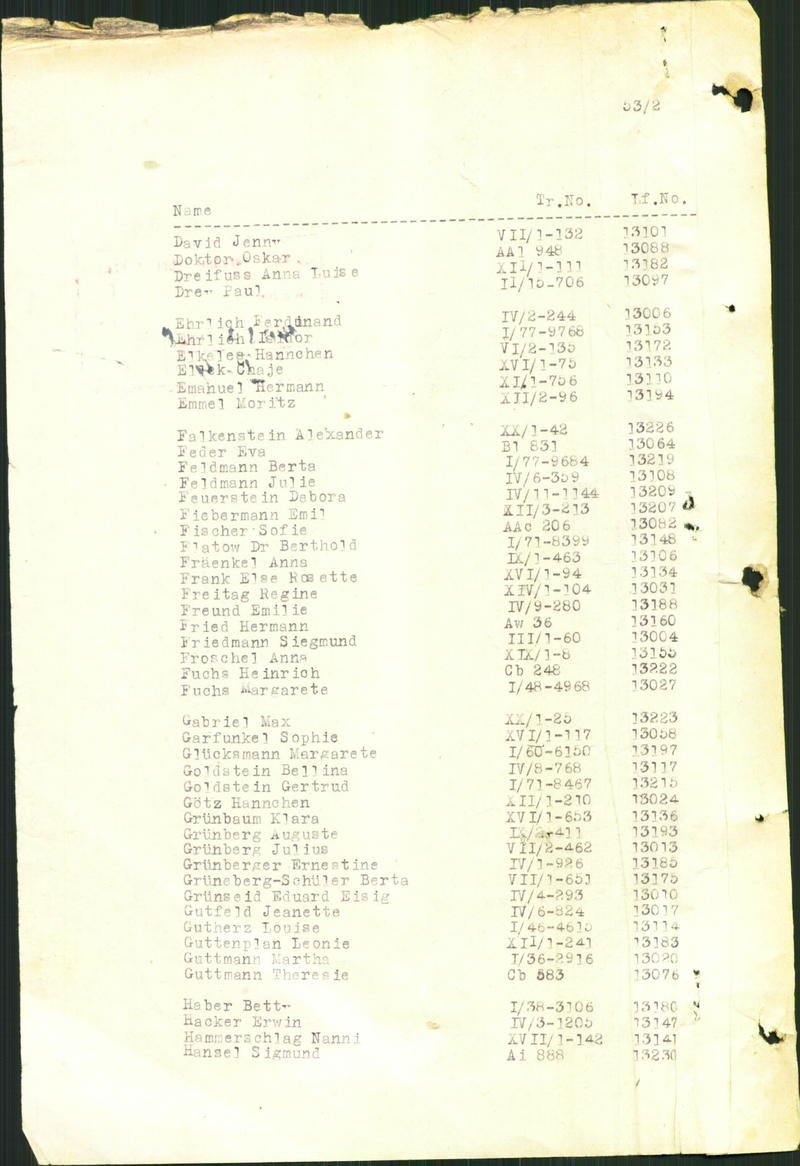 53/2
Name Tr.No. Lf.No.
David Jenny VII/1-132 13101
Doktor Oskar AAl 948 13088
Dreifuss Anna Luise XII/1-111 13182
Drey Paul II/15-706 13097
Ehrlich Ferdinand IV/2-244 13006
Ehrlich Isidor I/77-9768 13153
Elkeles Hannchen VI/2-135 13172
Chaje XVI/1-75 13133
Emanuel Hermann XI/1-756 13110
Emmel Moritz XII/2-96 13194
Falkenstein Alexander XX/1-42 13226
Feder Eva Bl 831 13064
Feldmann Berta I/77-9684 13219
Feldmann Julie IV/6-359 13108
Feuerstein Debora IV/11-1144 13209
Fiebermann Emil XII/3-213 13207
Fischer Sofie AAc 206 13082
Flatow Dr Berthold I/71-8399 13148
Fräenkel Anna IX/1-463 13106
Frank Else Rosette XVI/1-94 13134
Freitag Regine XIV/1-104 13031
Freund Emilie IV/9-280 13188
Fried Hermann Aw 36 13160
Friedmann Siegmund III/1-60 13004
Froschel Anna XIX/1-8 13155
Fuchs Heinrich Cb 248 13222
Fuchs Margarete I/48-4968 13027
Gabriel Max XX/1-25 13223
Garfunkel Sophie XVI/1-117 13058
Glücksmann Margarete I/60-6150 13197
Goldstein Bellina IV/8-768 13117
Goldstein Gertrud I/71-8467 13215
Götz Hannchen XII/1-210 13024
Grünbaum Klara XVI/1-653 13136
Grünberg Auguste 13193
Grünberg Julius VII/2-462 13013
Grünberger Ernestine IV/1-926 13185
Grüneberg-Schüler Berta VII/1-651 13175
Grünseid Eduard Eisig IV/4-293 13010
Gutfeld Jeanette IV/6-824 13017
Gutherz Louise I/46-4615 13114
Guttenplan Leonie XII/1-241 13183
Guttmann Martha I/36-2916 13020
Guttmann Theresie Cb 583 13076
Haber Betty I/38-3106 13180
Hacker Erwin IV/3-1205 13147
Hammerschlag Nanni XVII/1-142 13141
Hansel Sigmund Ai 888 13230